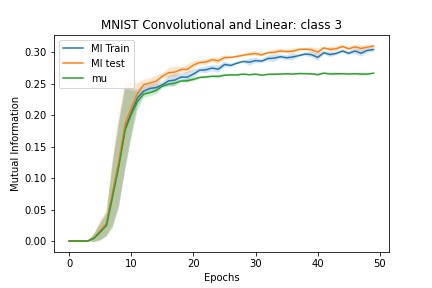 MNIST Convolutional and Linear: class 3
MI Train
MI test
mu
Mutual Information
0.30
0.25
0.20
0.15
0.10
0.05
0.00
0 10 20 30 40 50
Epochs